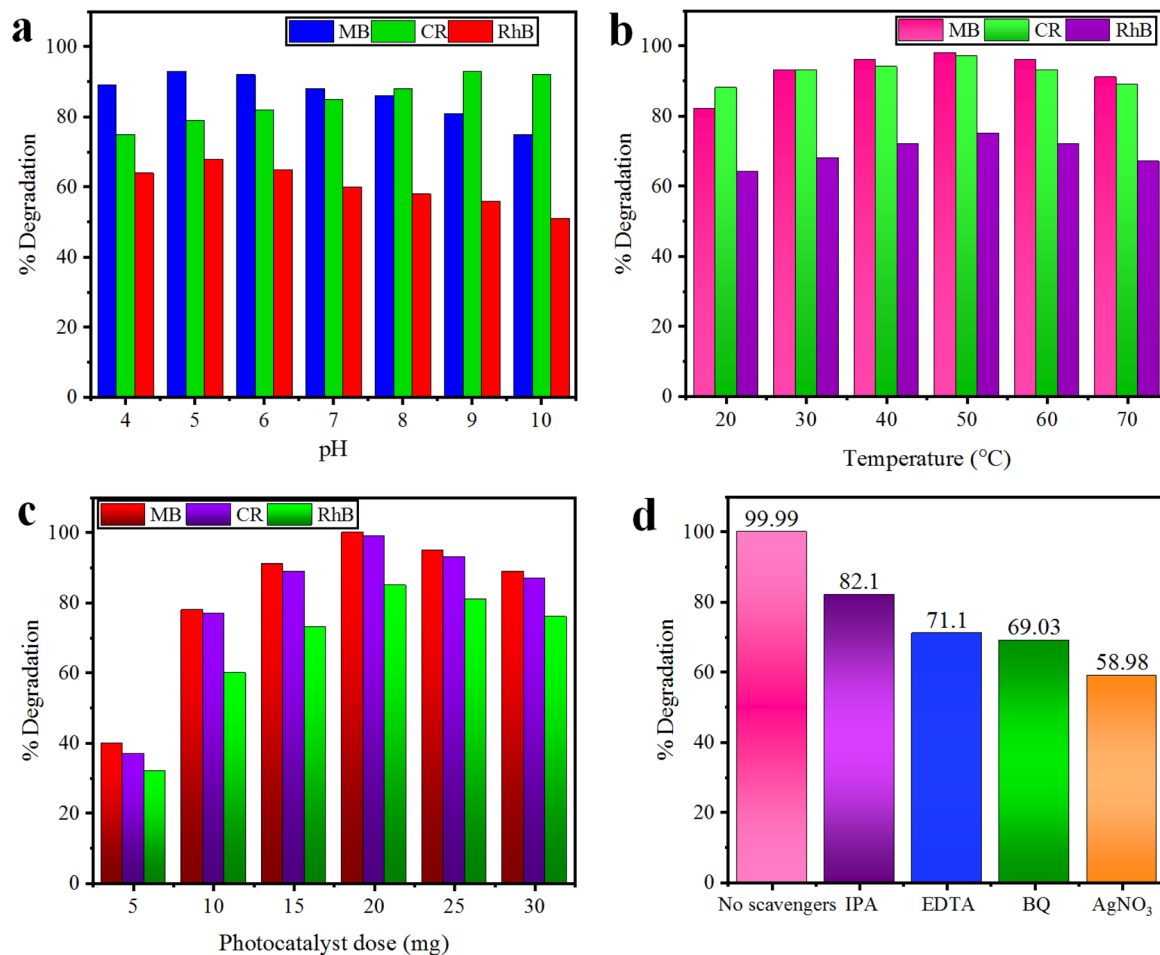 a
MB CR RhB
% Degradation
100
80
60
40
20
0
4 5 6 7 8 9 10
pH
b
MB CR RhB
% Degradation
100
80
60
40
20
0
20 30 40 50 60 70
Temperature (°C)
c
MB CR RhB
% Degradation
100
80
60
40
20
0
5 10 15 20 25 30
Photocatalyst dose (mg)
d
% Degradation
100
80
60
40
20
0
99.99
82.1
71.1
69.03
58.98
No scavengers IPA EDTA BQ AgNO₃